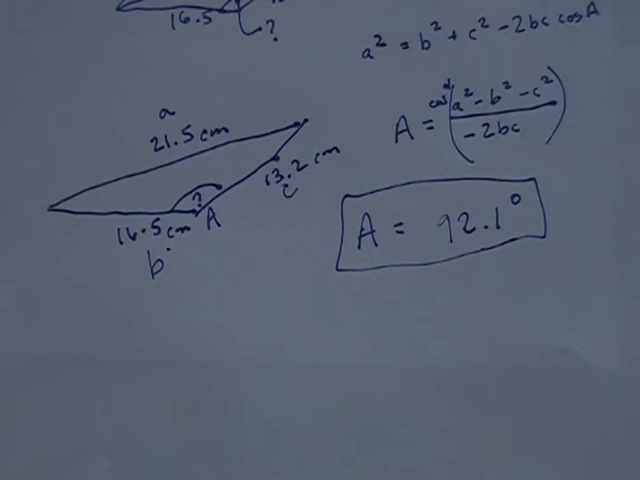 16.5
?
a² = b² + c² - 2bc cosA
a
21.5 cm
A = cos⁻¹(a² - b² - c² / -2bc)
13.2 cm
c
?
A
16.5 cm
b
A = 92.1°